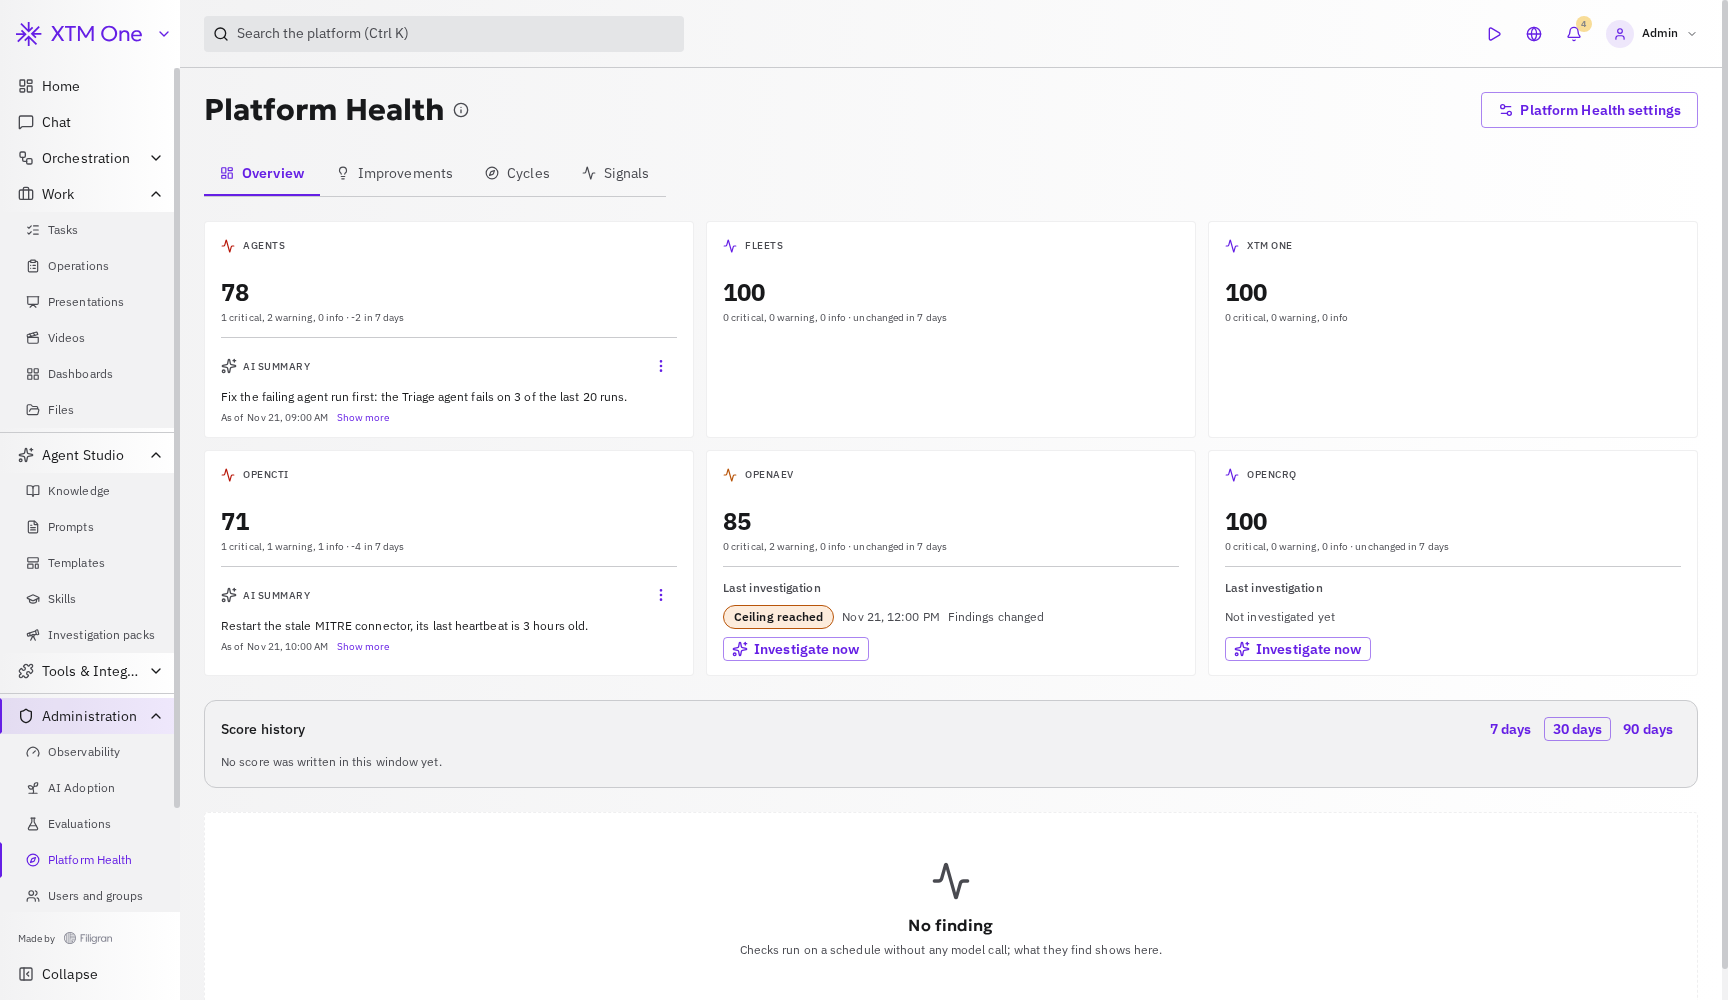 XTM One
Search the platform (Ctrl K)
4
Admin
Home
Chat
Orchestration
Work
Tasks
Operations
Presentations
Videos
Dashboards
Files
Agent Studio
Knowledge
Prompts
Templates
Skills
Investigation packs
Tools & Integ...
Administration
Observability
AI Adoption
Evaluations
Platform Health
Users and groups
Made by Filigran
Collapse
Platform Health
Platform Health settings
Overview
Improvements
Cycles
Signals
AGENTS
78
1 critical, 2 warning, 0 info · -2 in 7 days
AI SUMMARY
Fix the failing agent run first: the Triage agent fails on 3 of the last 20 runs.
As of Nov 21, 09:00 AM Show more
FLEETS
100
0 critical, 0 warning, 0 info · unchanged in 7 days
XTM ONE
100
0 critical, 0 warning, 0 info
OPENCTI
71
1 critical, 1 warning, 1 info · -4 in 7 days
AI SUMMARY
Restart the stale MITRE connector, its last heartbeat is 3 hours old.
As of Nov 21, 10:00 AM Show more
OPENAEV
85
0 critical, 2 warning, 0 info · unchanged in 7 days
Last investigation
Ceiling reached Nov 21, 12:00 PM Findings changed
Investigate now
OPENCRQ
100
0 critical, 0 warning, 0 info · unchanged in 7 days
Last investigation
Not investigated yet
Investigate now
Score history
7 days 30 days 90 days
No score was written in this window yet.
No finding
Checks run on a schedule without any model call; what they find shows here.